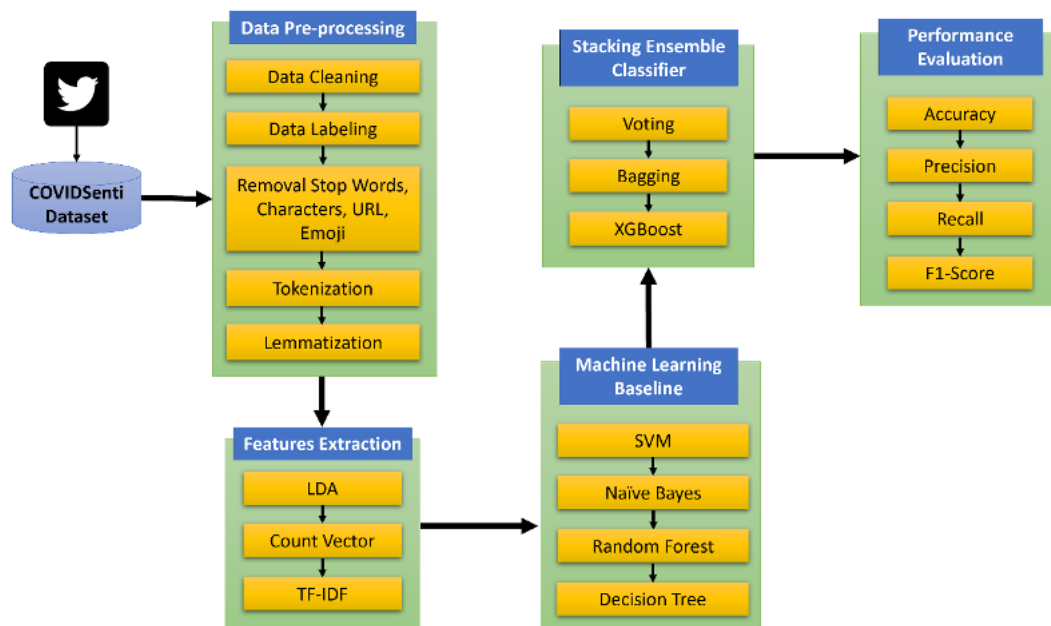 COVIDSenti
Dataset
Data Pre-processing
Data Cleaning
Data Labeling
Removal Stop Words,
Characters, URL,
Emoji
Tokenization
Lemmatization
Features Extraction
LDA
Count Vector
TF-IDF
Machine Learning
Baseline
SVM
Naïve Bayes
Random Forest
Decision Tree
Stacking Ensemble
Classifier
Voting
Bagging
XGBoost
Performance
Evaluation
Accuracy
Precision
Recall
F1-Score